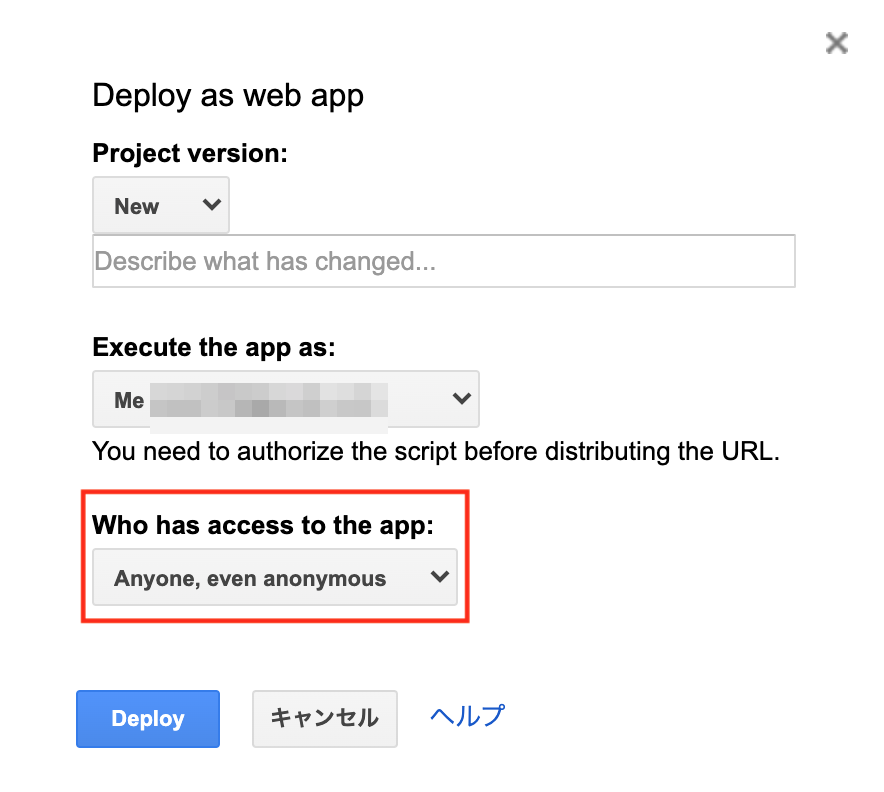 Deploy as web app
Project version:
New
Describe what has changed...
Execute the app as:
Me
You need to authorize the script before distributing the URL.
Who has access to the app:
Anyone, even anonymous
Deploy キャンセル ヘルプ